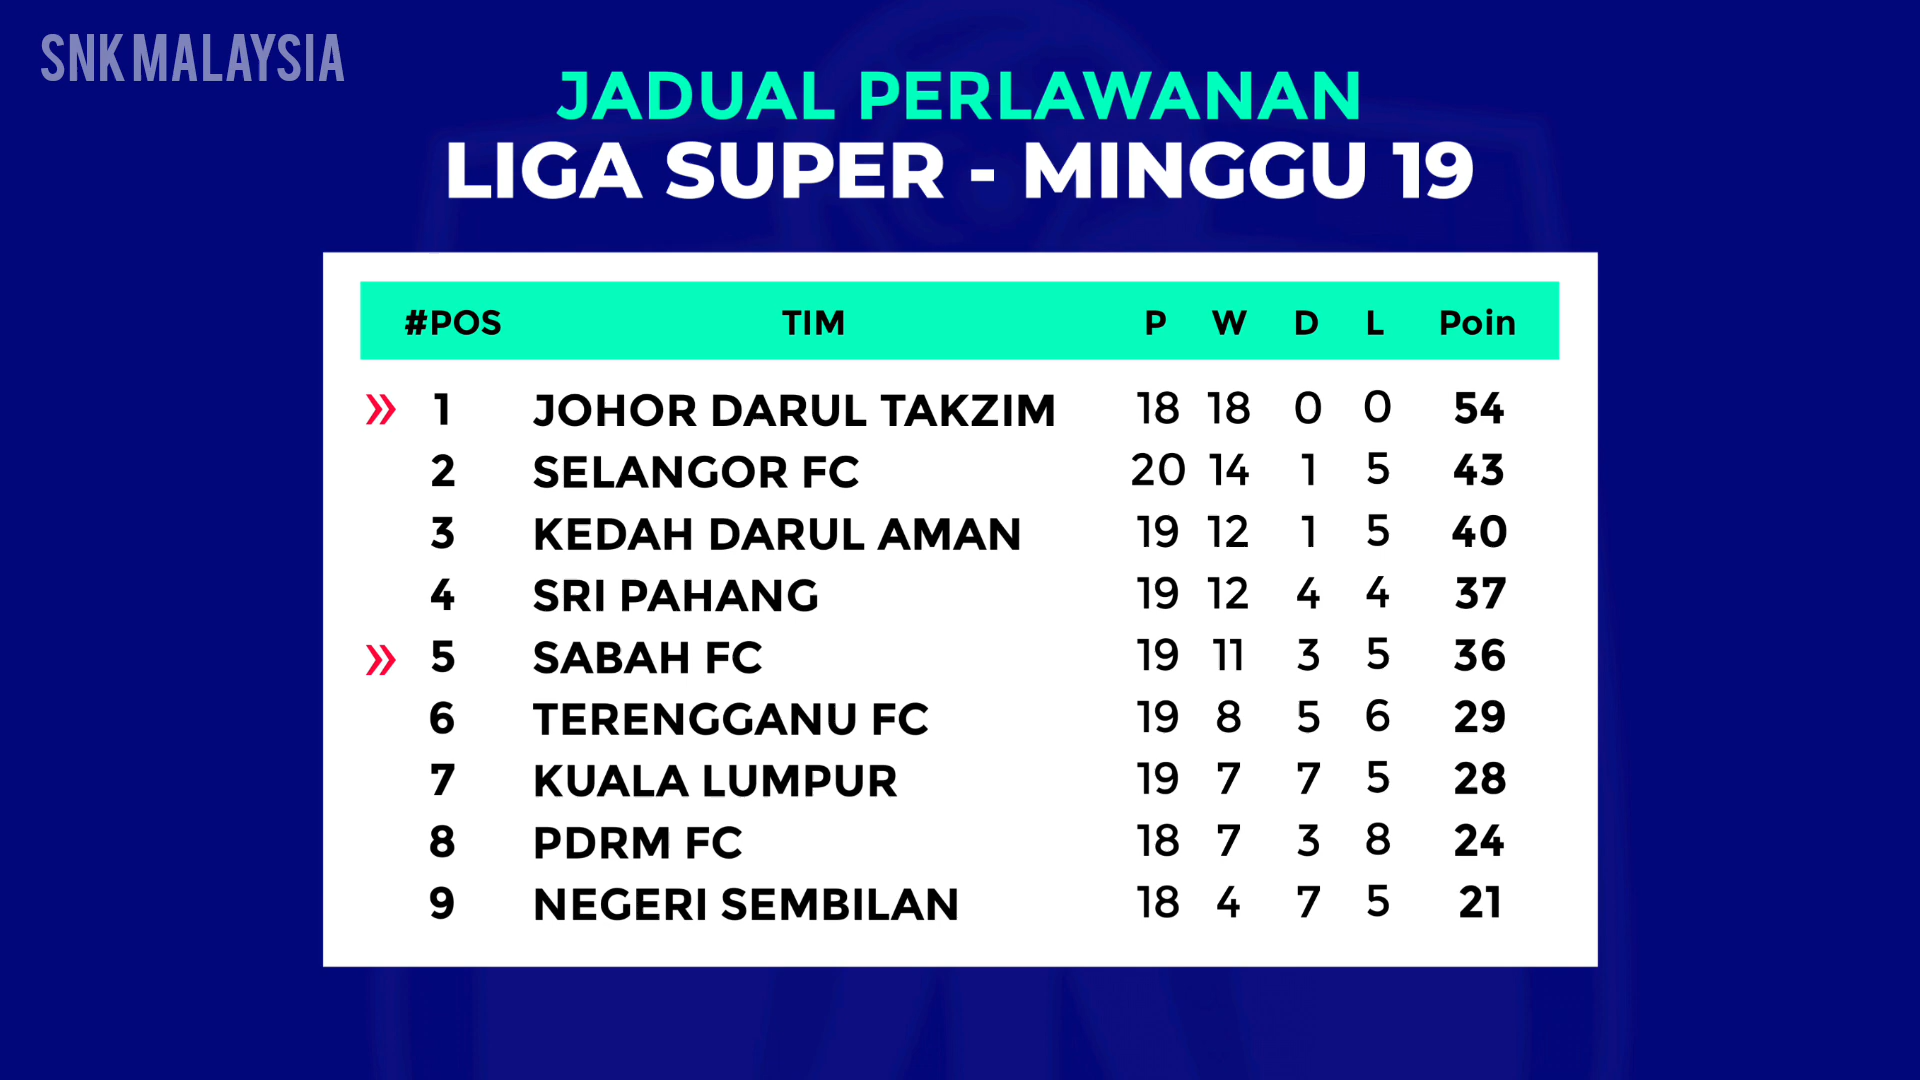 SNK MALAYSIA
JADUAL PERLAWANAN
LIGA SUPER - MINGGU 19
#POS TIM P W D L Poin
» 1 JOHOR DARUL TAKZIM 18 18 0 0 54
2 SELANGOR FC 20 14 1 5 43
3 KEDAH DARUL AMAN 19 12 1 5 40
4 SRI PAHANG 19 12 4 4 37
» 5 SABAH FC 19 11 3 5 36
6 TERENGGANU FC 19 8 5 6 29
7 KUALA LUMPUR 19 7 7 5 28
8 PDRM FC 18 7 3 8 24
9 NEGERI SEMBILAN 18 4 7 5 21